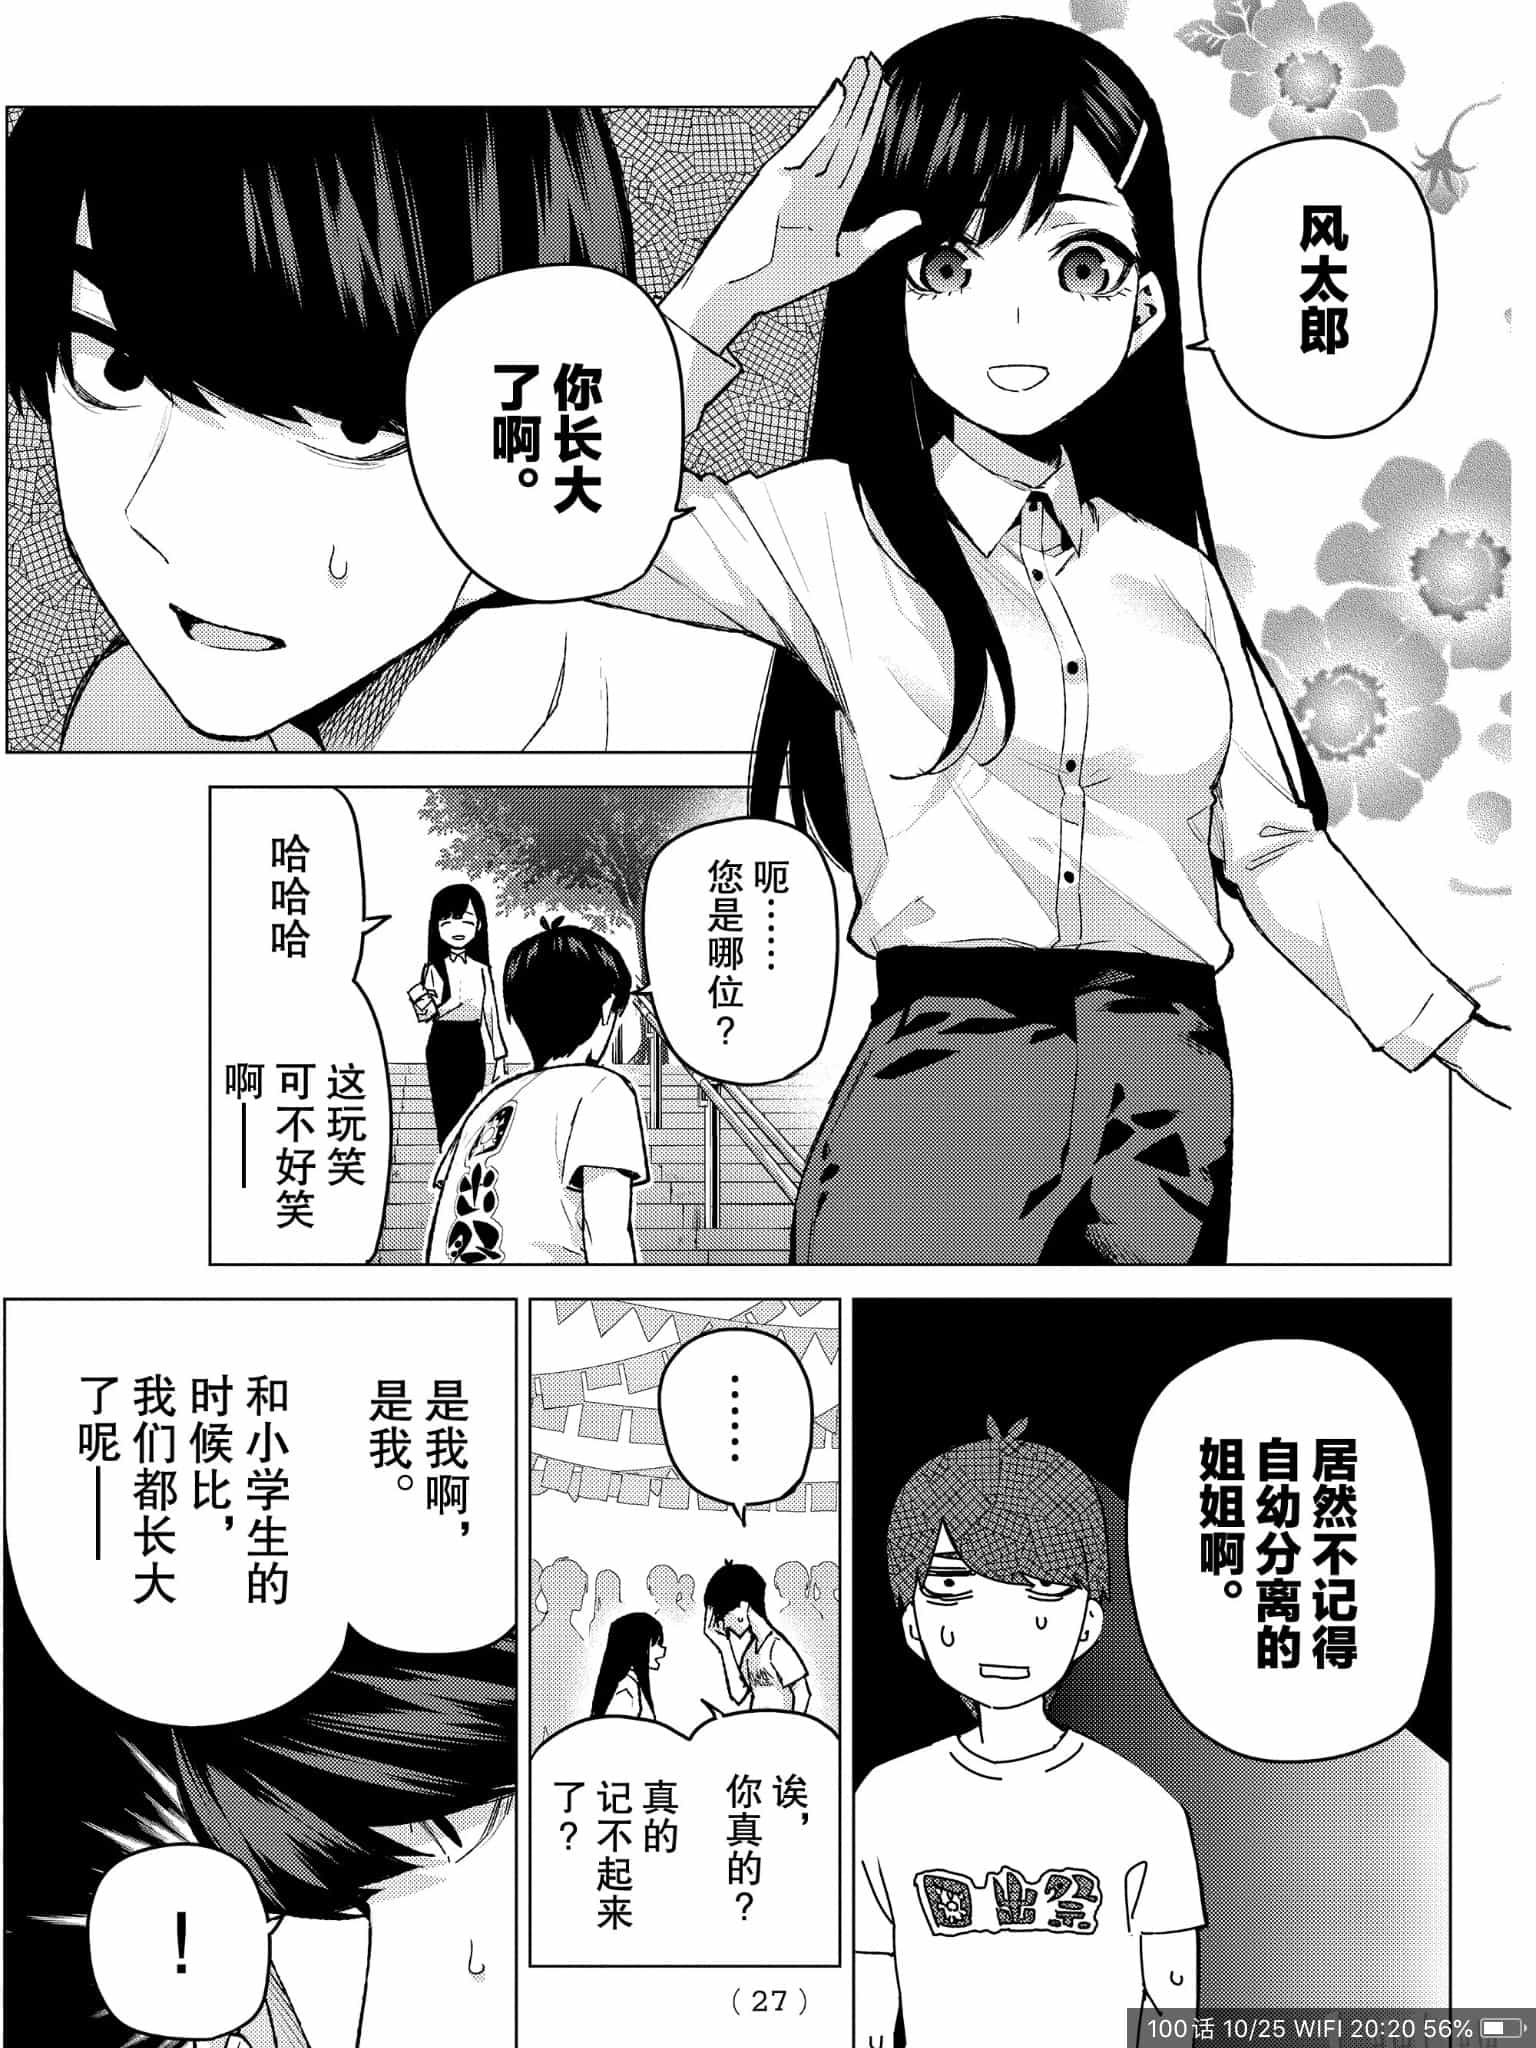 风太郎
你长大
了啊。
呃……
您是哪位？
哈哈哈
这玩笑
可不好笑
啊——
居然不记得
自幼分离的
姐姐啊。
日出祭
……
诶，
你真的？
真的
记不起来
了？
是我啊，
是我。
和小学生的
时候比，
我们都长大
了呢——
！
（27）
100话 10/25 WIFI 20:20 56%